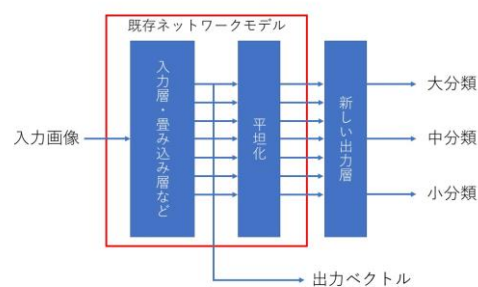 既存ネットワークモデル
入力画像
入力層・畳み込み層など
平坦化
新しい出力層
大分類
中分類
小分類
出力ベクトル